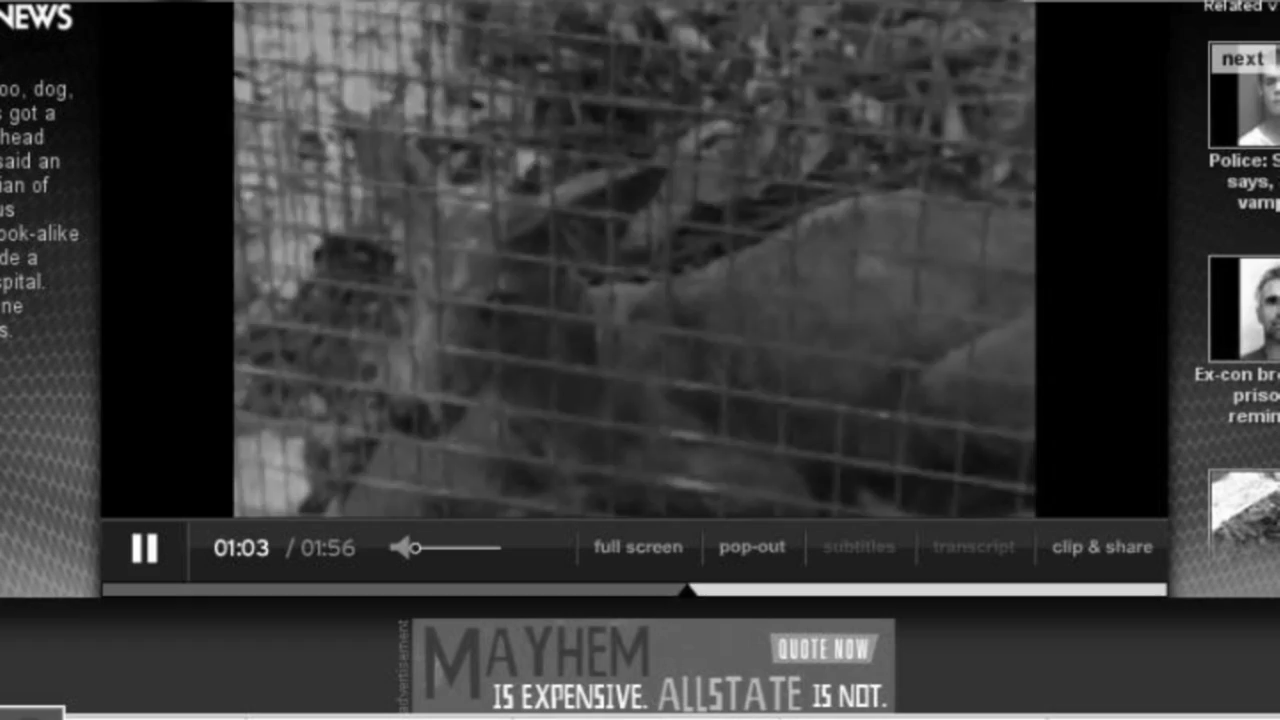 NEWS
oo, dog,
s got a
head
said an
ian of
us
ook-alike
de a
spital.
ne
s.
Related v
next
Police: S
says,
vamp
Ex-con bre
priso
remin
01:03 / 01:56
full screen
pop-out
subtitles
transcript
clip & share
advertisement
MAYHEM
QUOTE NOW
IS EXPENSIVE. ALLSTATE IS NOT.